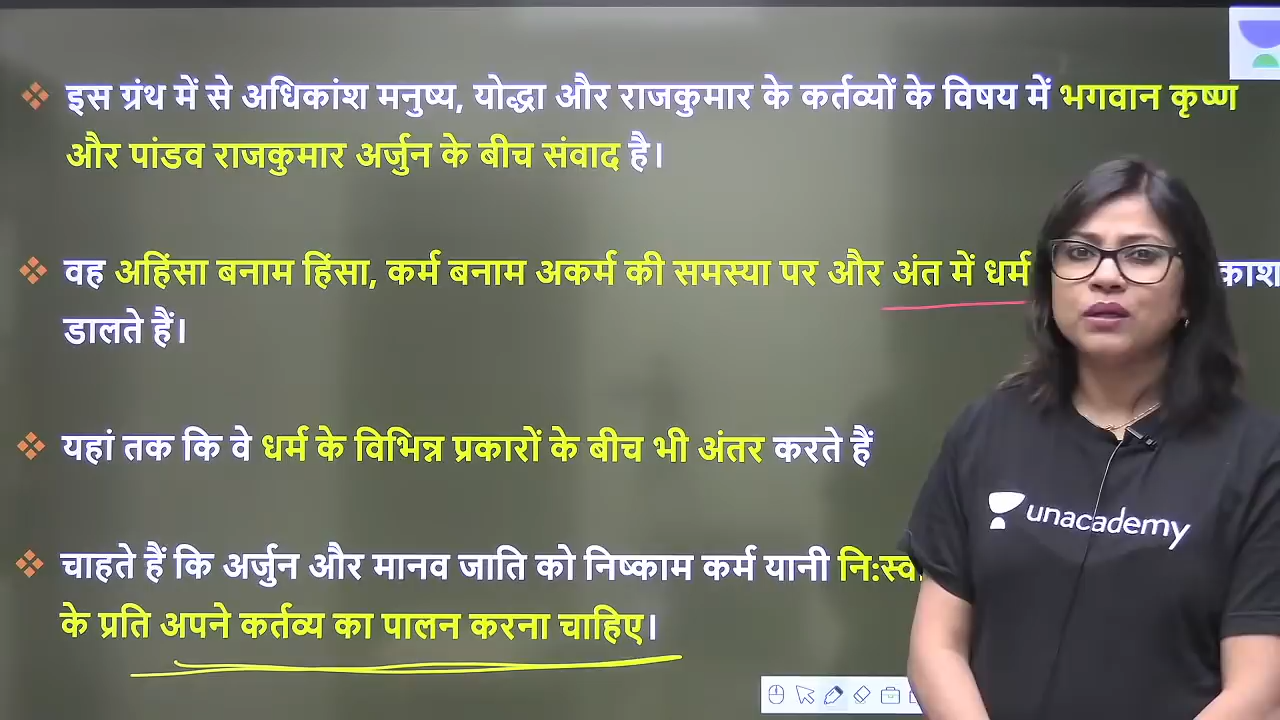 इस ग्रंथ में से अधिकांश मनुष्य, योद्धा और राजकुमार के कर्तव्यों के विषय में भगवान कृष्ण
और पांडव राजकुमार अर्जुन के बीच संवाद है।
वह अहिंसा बनाम हिंसा, कर्म बनाम अकर्म की समस्या पर और अंत में धर्म
डालते हैं।
यहां तक कि वे धर्म के विभिन्न प्रकारों के बीच भी अंतर करते हैं
चाहते हैं कि अर्जुन और मानव जाति को निष्काम कर्म यानी
के प्रति अपने कर्तव्य का पालन करना चाहिए।
unacademy